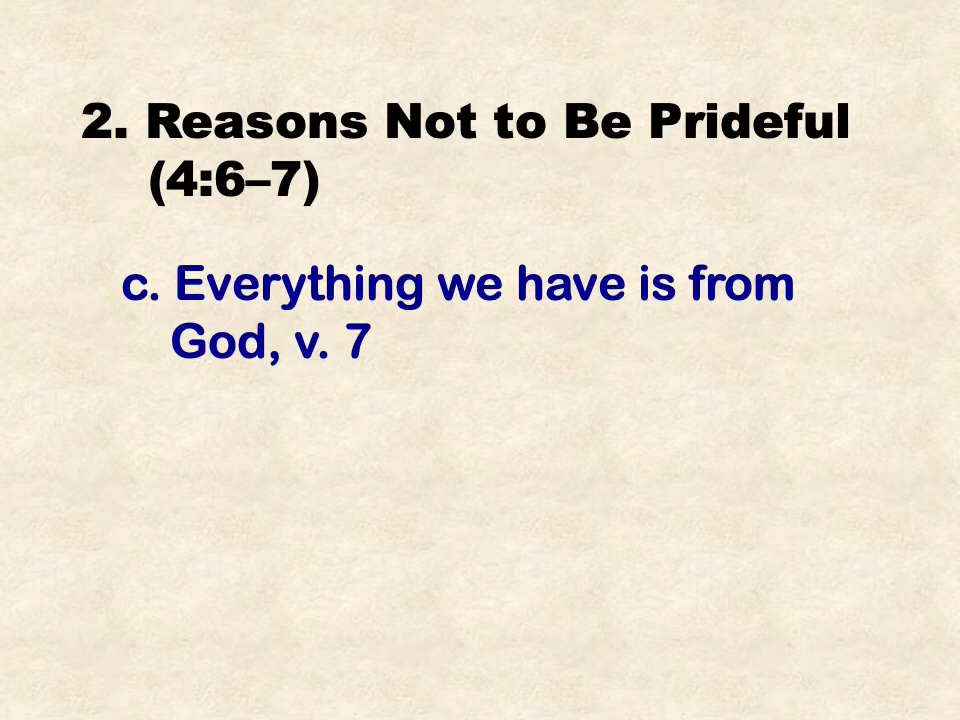 2. Reasons Not to Be Prideful
(4:6–7)
c. Everything we have is from
God, v. 7